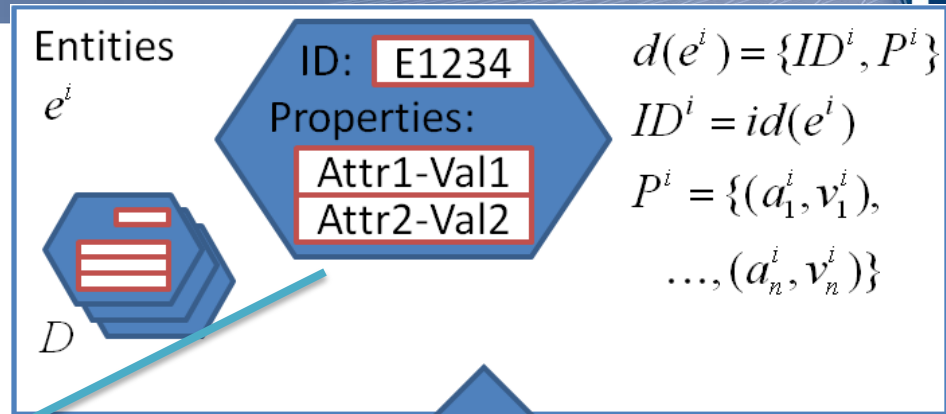 Entities
e^i
D
ID: E1234
Properties:
Attr1-Val1
Attr2-Val2
d(e^i) = {ID^i, P^i}
ID^i = id(e^i)
P^i = {(a_1^i, v_1^i),
..., (a_n^i, v_n^i)}